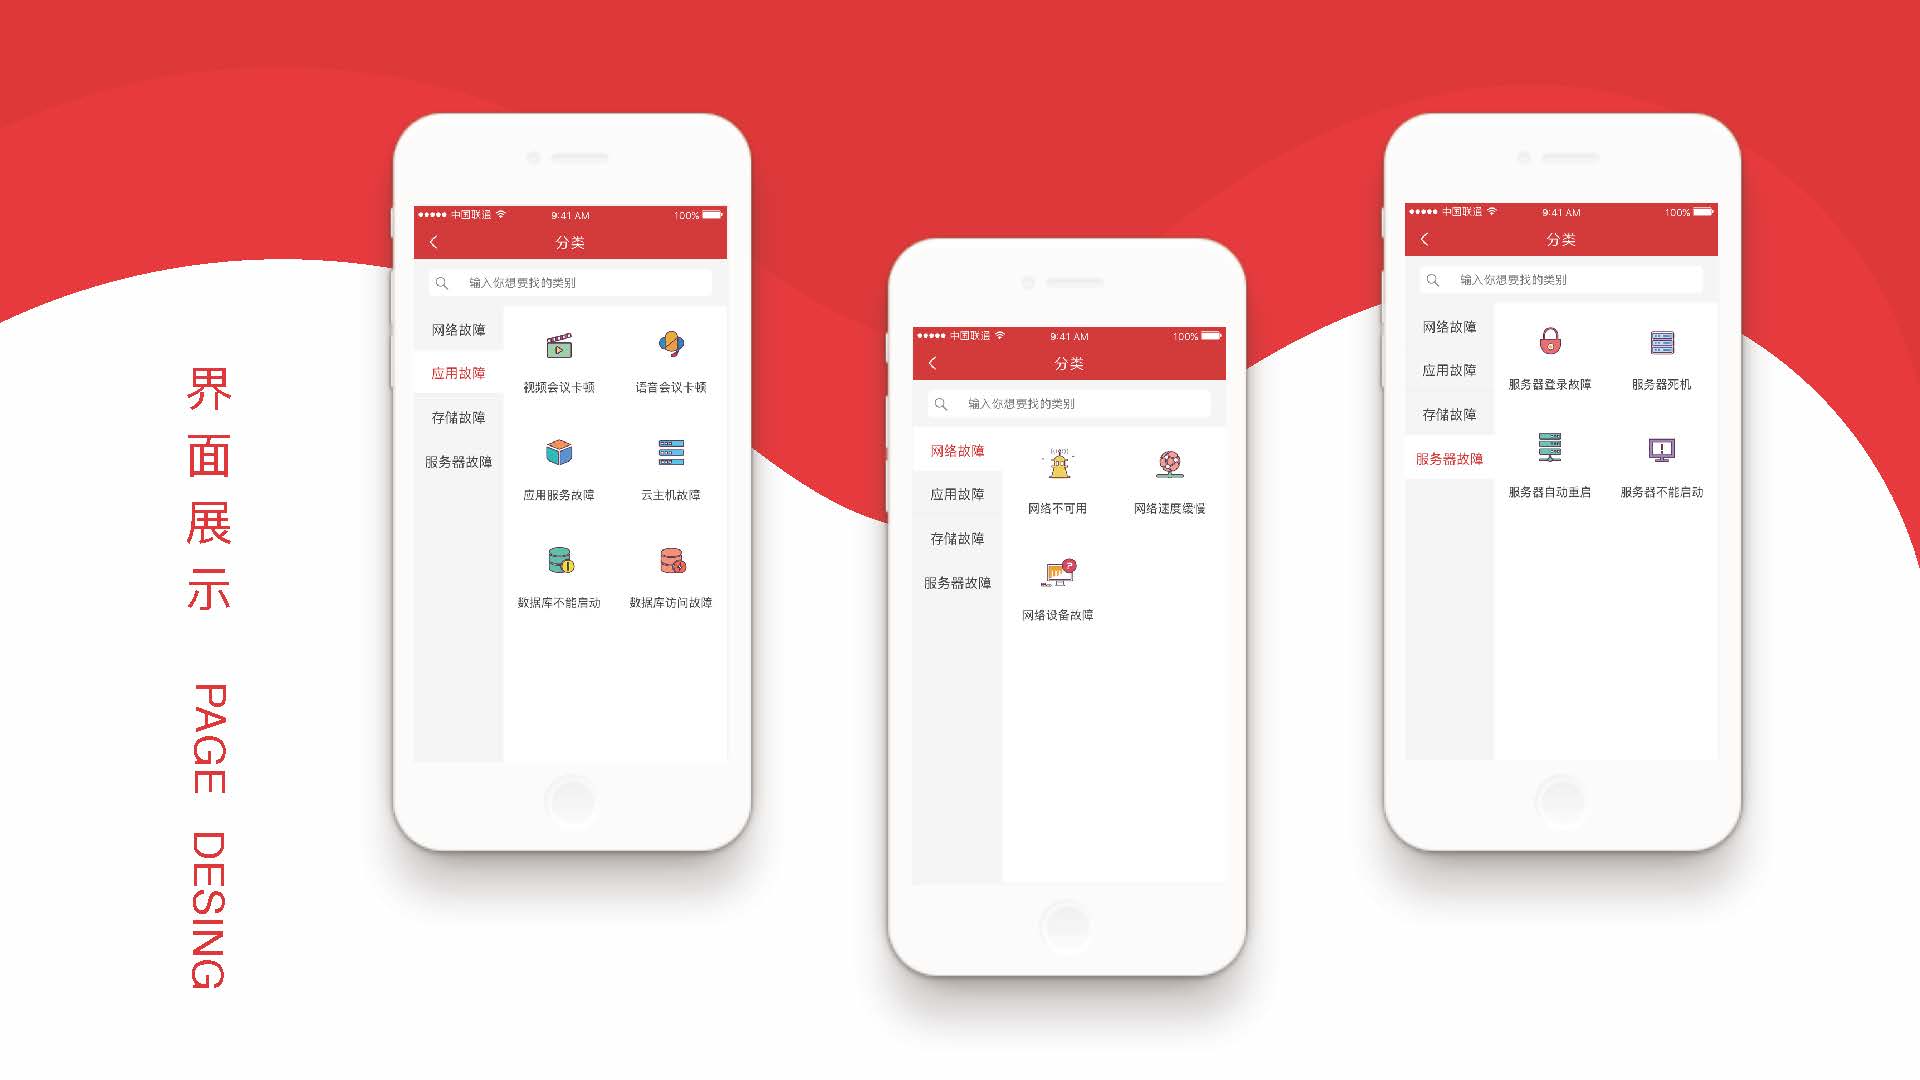 界面展示 PAGE DESING
中国联通 9:41 AM 100%
分类
输入你想要找的类别
网络故障
应用故障
存储故障
服务器故障
视频会议卡顿 语音会议卡顿
应用服务故障 云主机故障
数据库不能启动 数据库访问故障
中国联通 9:41 AM 100%
分类
输入你想要找的类别
网络故障
应用故障
存储故障
服务器故障
网络不可用 网络速度缓慢
网络设备故障
中国联通 9:41 AM 100%
分类
输入你想要找的类别
网络故障
应用故障
存储故障
服务器故障
服务器登录故障 服务器死机
服务器自动重启 服务器不能启动